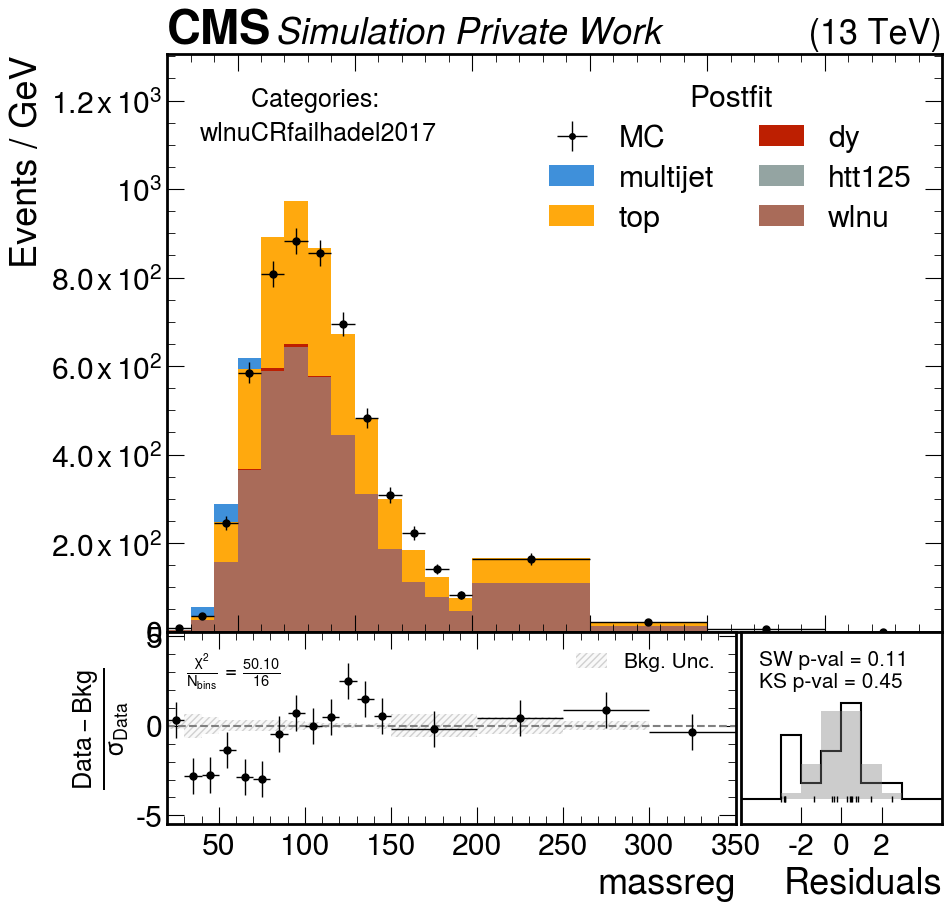 CMS Simulation Private Work (13 TeV)
Events / GeV
1.2 x 10³
10³
8.0 x 10²
6.0 x 10²
4.0 x 10²
2.0 x 10²
0
Categories:
wlnuCRfailhadel2017
Postfit
MC dy
multijet htt125
top wlnu
Data – Bkg
σData
5
0
-5
χ²
Nbins
= 50.10
16
Bkg. Unc.
SW p-val = 0.11
KS p-val = 0.45
50 100 150 200 250 300 350
-2 0 2
massreg
Residuals